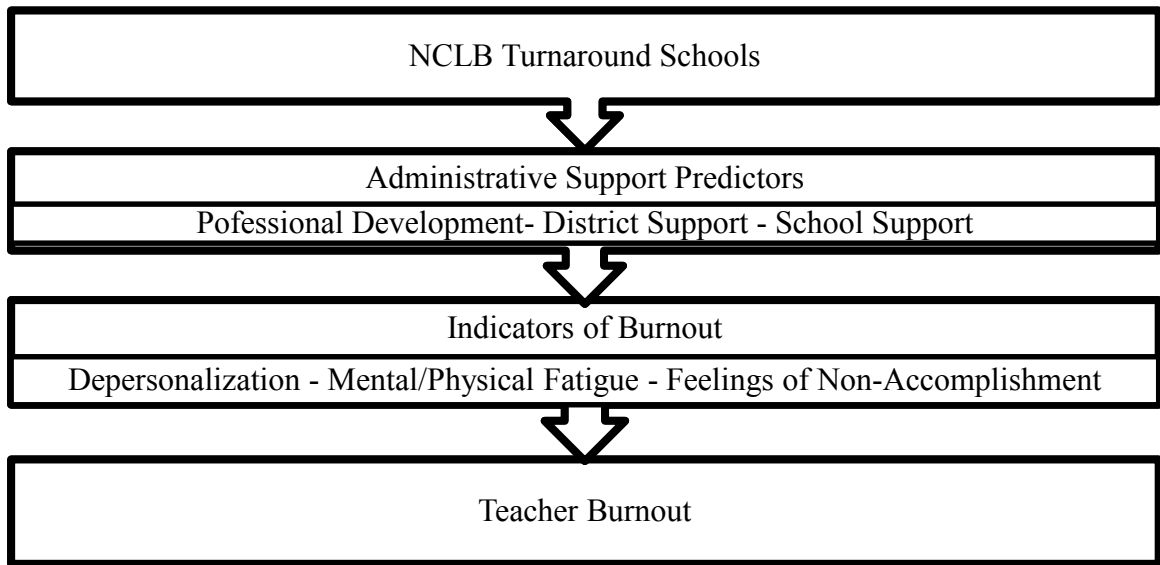 NCLB Turnaround Schools
Administrative Support Predictors
Pofessional Development- District Support - School Support
Indicators of Burnout
Depersonalization - Mental/Physical Fatigue - Feelings of Non-Accomplishment
Teacher Burnout